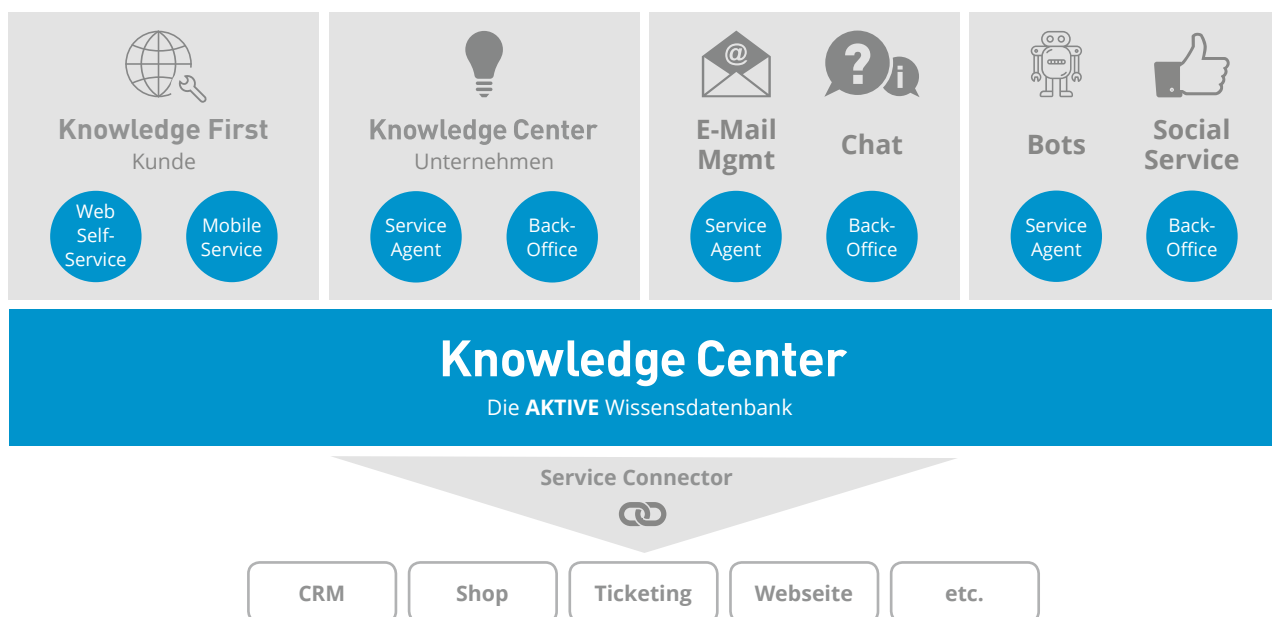 @
?
i
Knowledge First
Kunde
Web
Self-
Service
Mobile
Service
Knowledge Center
Unternehmen
Service
Agent
Back-
Office
E-Mail
Mgmt
Chat
Service
Agent
Back-
Office
Bots
Social
Service
Service
Agent
Back-
Office
Knowledge Center
Die AKTIVE Wissensdatenbank
Service Connector
CRM
Shop
Ticketing
Webseite
etc.